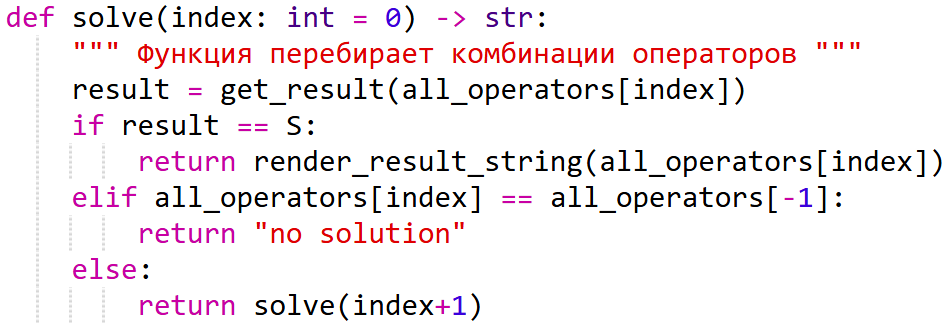 def solve(index: int = 0) -> str:
    """ Функция перебирает комбинации операторов """
    result = get_result(all_operators[index])
    if result == S:
        return render_result_string(all_operators[index])
    elif all_operators[index] == all_operators[-1]:
        return "no solution"
    else:
        return solve(index+1)